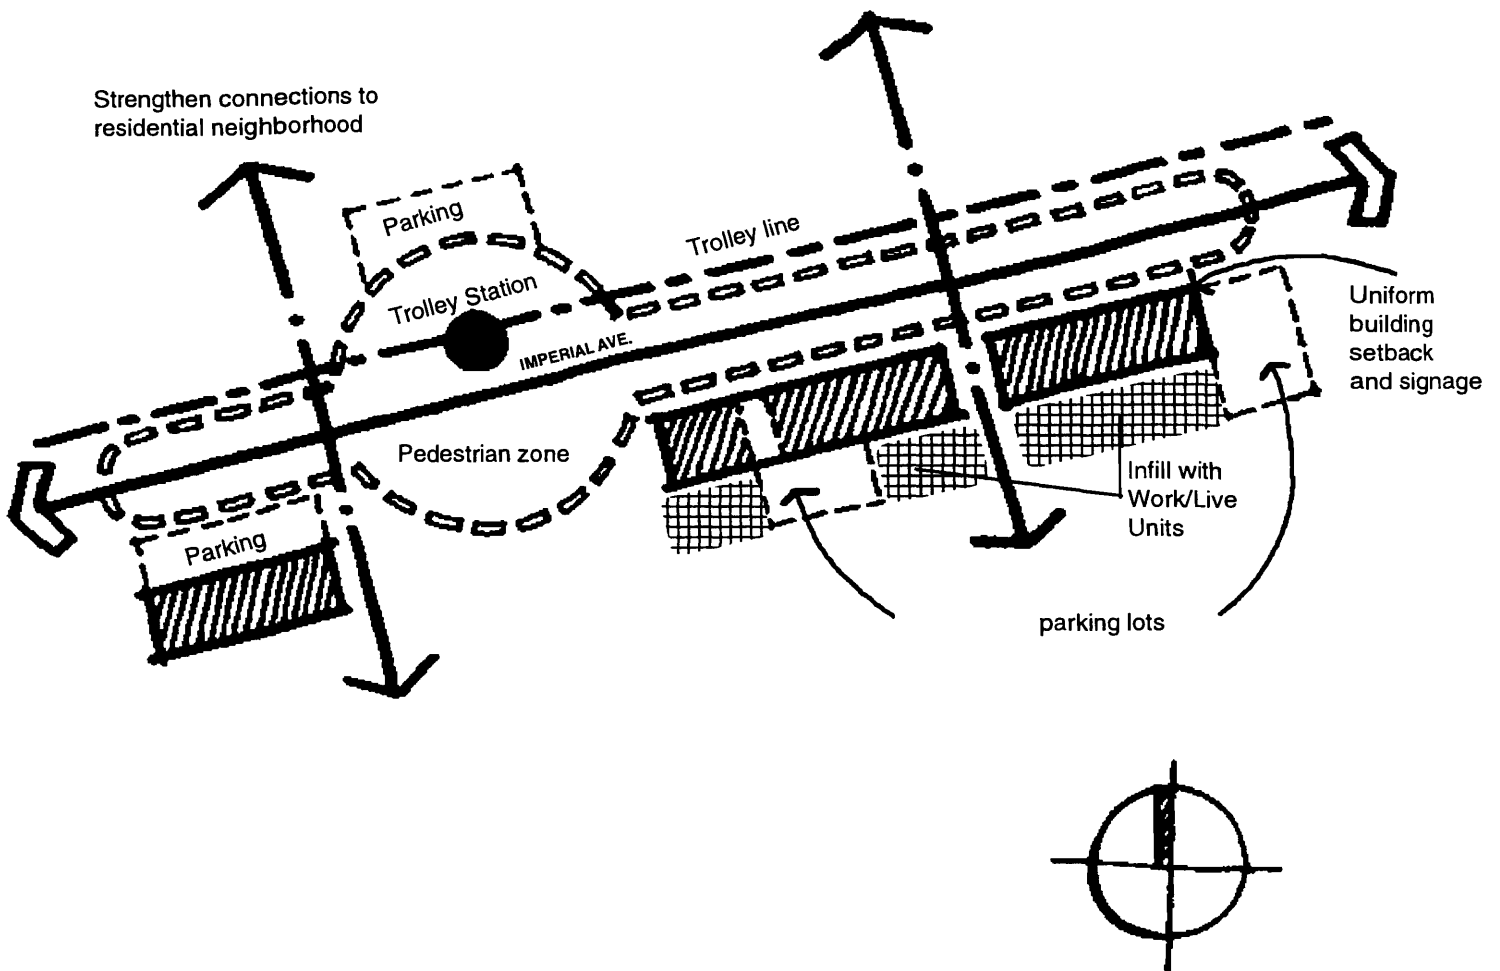 Strengthen connections to
residential neighborhood
Parking
Trolley line
Trolley Station
IMPERIAL AVE.
Uniform
building
setback
and signage
Pedestrian zone
Infill with
Work/Live
Units
Parking
parking lots